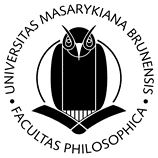 UNIVERSITAS MASARYKIANA BRUNENSIS
• FACULTAS PHILOSOPHICA •